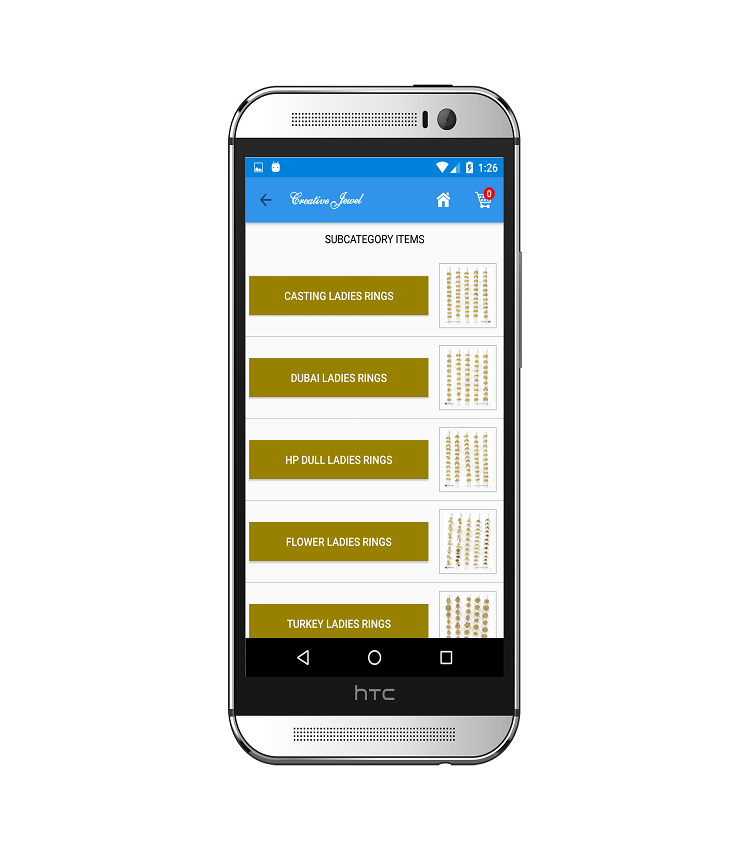 1:26
Creative Jewel
0
SUBCATEGORY ITEMS
CASTING LADIES RINGS
DUBAI LADIES RINGS
HP DULL LADIES RINGS
FLOWER LADIES RINGS
TURKEY LADIES RINGS
hTC